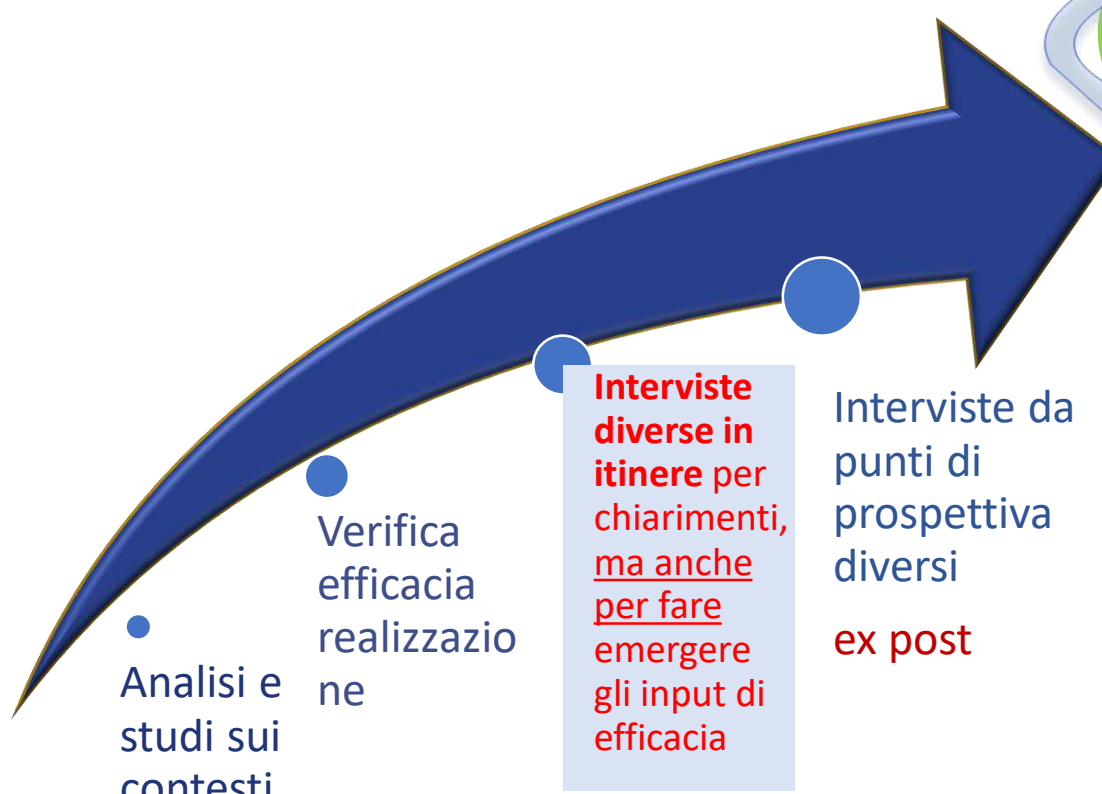 Analisi e
studi sui
contesti
Verifica
efficacia
realizzazio
ne
Interviste
diverse in
itinere per
chiarimenti,
ma anche
per fare
emergere
gli input di
efficacia
Interviste da
punti di
prospettiva
diversi
ex post